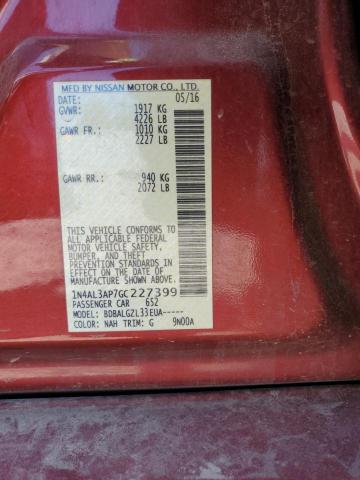 MFD BY NISSAN MOTOR CO., LTD.
DATE: 05/16
GVWR: 1917 KG
4226 LB
GAWR FR: 1010 KG
2227 LB
GAWR RR: 940 KG
2072 LB
THIS VEHICLE CONFORMS TO
ALL APPLICABLE FEDERAL
MOTOR VEHICLE SAFETY,
BUMPER, AND THEFT
PREVENTION STANDARDS
IN EFFECT ON THE DATE OF
MANUFACTURE SHOWN ABOVE.
1N4AL3AP7GC227399
PASSENGER CAR 652
MODEL: BDBALGZL33EUA-----
COLOR: NAH TRIM: G 9N00A